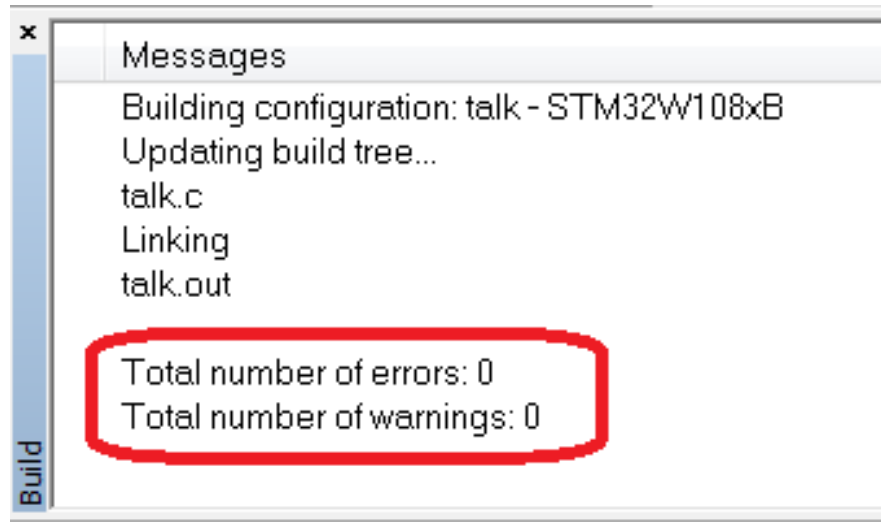 ×
Messages
Building configuration: talk - STM32W108xB
Updating build tree...
talk.c
Linking
talk.out
Total number of errors: 0
Total number of warnings: 0
Build